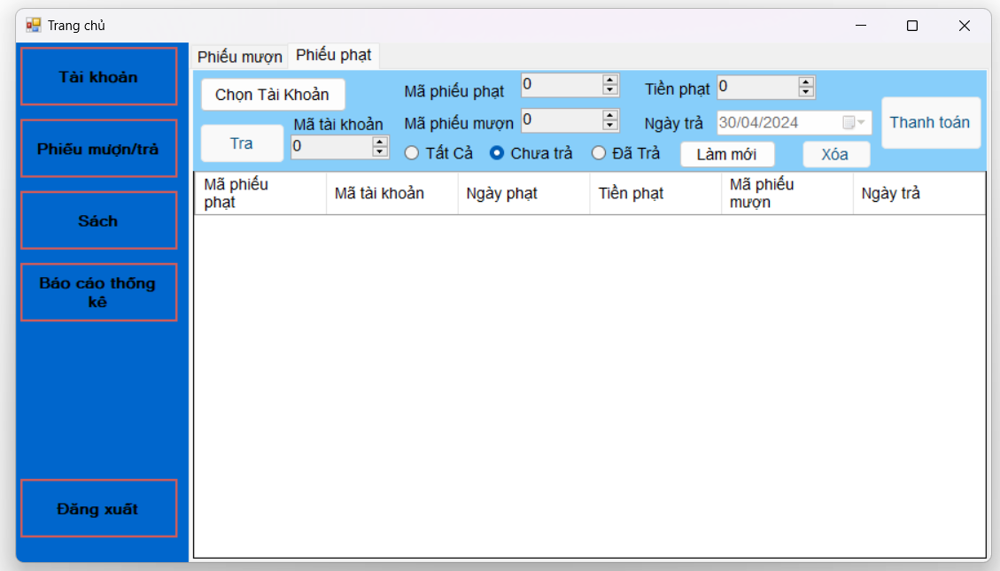 Trang chủ
Tài khoản
Phiếu mượn/trả
Sách
Báo cáo thống
kê
Đăng xuất
Phiếu mượn
Phiếu phạt
Chọn Tài Khoản
Mã phiếu phạt
0
Tiền phạt
0
Thanh toán
Tra
Mã tài khoản
0
Mã phiếu mượn
0
Ngày trả
30/04/2024
Tất Cả
Chưa trả
Đã Trả
Làm mới
Xóa
Mã phiếu
phạt
Mã tài khoản
Ngày phạt
Tiền phạt
Mã phiếu
mượn
Ngày trả